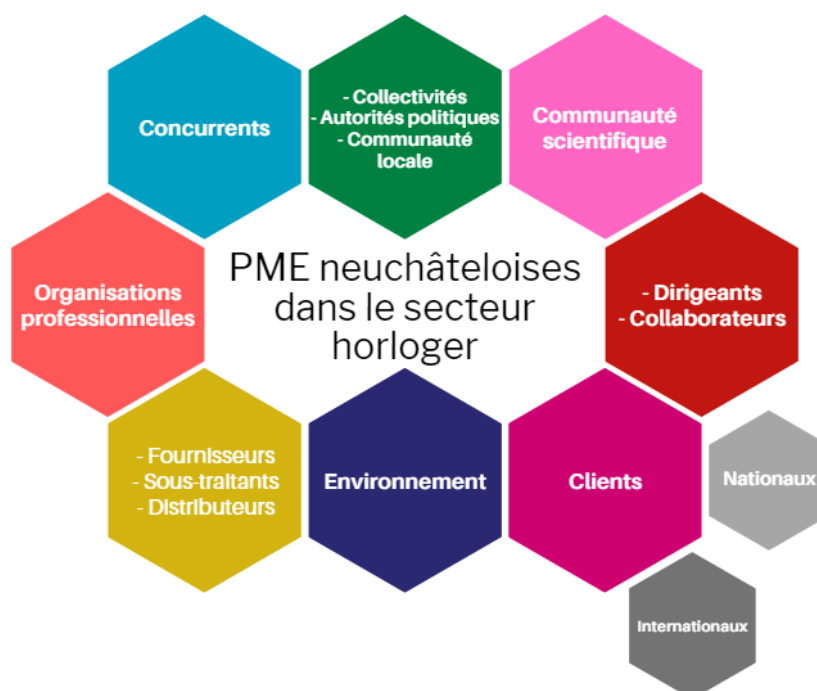 Concurrents
- Collectivités
- Autorités politiques
- Communauté
locale
Communauté
scientifique
Organisations
professionnelles
PME neuchâteloises
dans le secteur
horloger
- Dirigeants
- Collaborateurs
- Fournisseurs
- Sous-traitants
- Distributeurs
Environnement
Clients
Nationaux
Internationaux